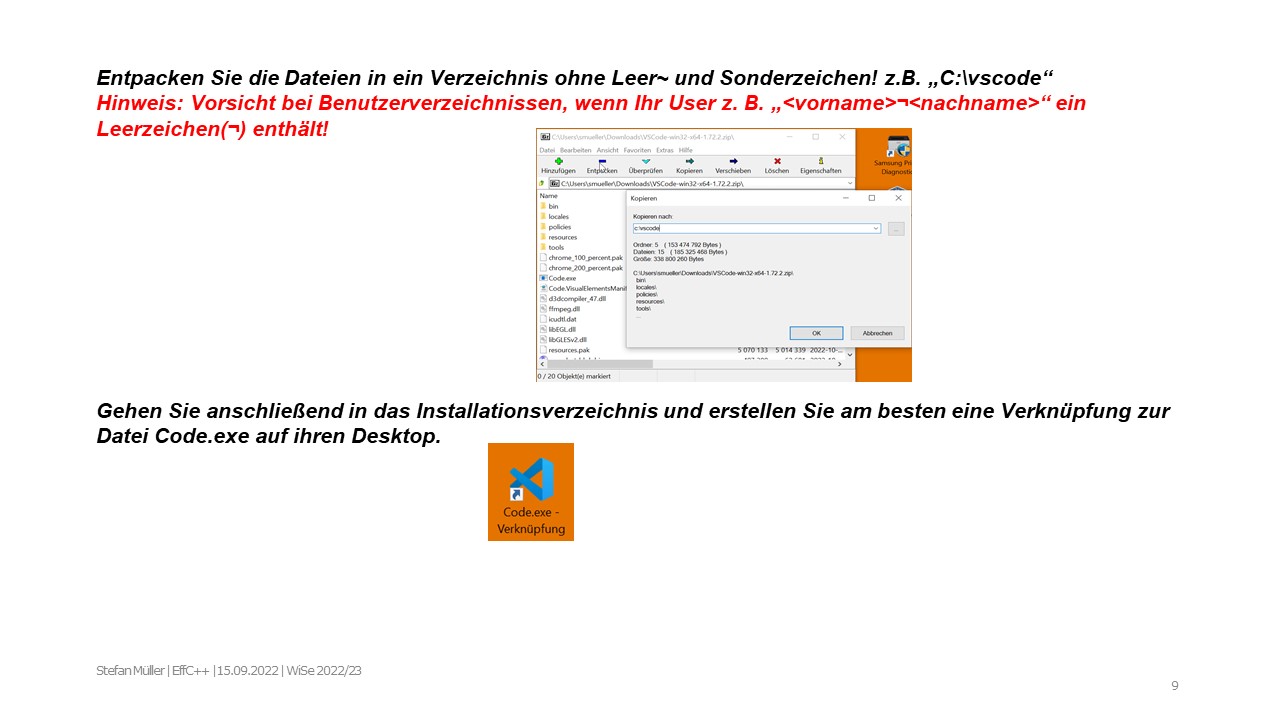 Entpacken Sie die Dateien in ein Verzeichnis ohne Leer~ und Sonderzeichen! z.B. „C:\vscode“
Hinweis: Vorsicht bei Benutzerverzeichnissen, wenn Ihr User z. B. „<vorname>¬<nachname>“ ein
Leerzeichen(¬) enthält!
C:\Users\smueller\Downloads\VSCode-win32-x64-1.72.2.zip\
Datei Bearbeiten Ansicht Favoriten Extras Hilfe
Hinzufügen Entpacken Überprüfen Kopieren Verschieben Löschen Eigenschaften
C:\Users\smueller\Downloads\VSCode-win32-x64-1.72.2.zip\
Name
bin
locales
policies
resources
tools
chrome_100_percent.pak
chrome_200_percent.pak
Code.exe
Code.VisualElementsManif
d3dcompiler_47.dll
ffmpeg.dll
icudtl.dat
libEGL.dll
libGLESv2.dll
resources.pak 5 070 133 5 014 339 2022-10-...
0 / 20 Objekt(e) markiert
Kopieren
Kopieren nach:
c:\vscode
...
Ordner: 5 ( 153 474 792 Bytes )
Dateien: 15 ( 185 325 468 Bytes )
Größe: 338 800 260 Bytes
C:\Users\smueller\Downloads\VSCode-win32-x64-1.72.2.zip\
bin\
locales\
policies\
resources\
tools\
...
OK Abbrechen
Samsung Pri
Diagnostic
Gehen Sie anschließend in das Installationsverzeichnis und erstellen Sie am besten eine Verknüpfung zur
Datei Code.exe auf ihren Desktop.
Code.exe -
Verknüpfung
Stefan Müller | EffC++ | 15.09.2022 | WiSe 2022/23
9